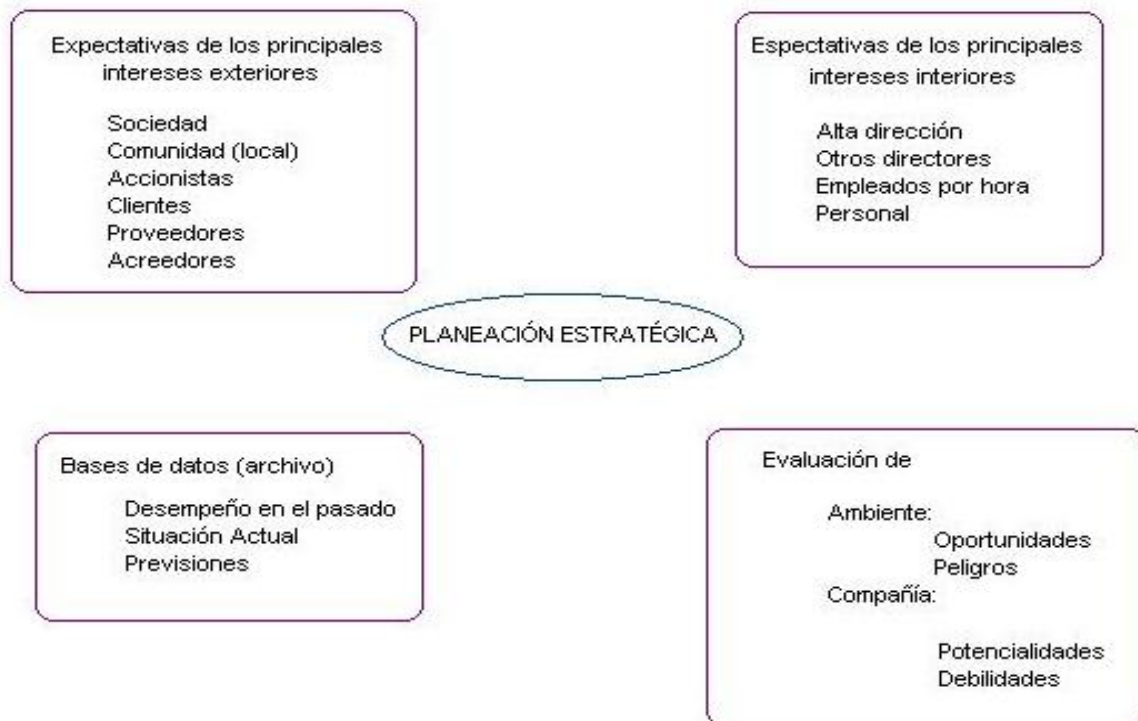 Expectativas de los principales
intereses exteriores
Sociedad
Comunidad (local)
Accionistas
Clientes
Proveedores
Acreedores
Espectativas de los principales
intereses interiores
Alta dirección
Otros directores
Empleados por hora
Personal
PLANEACIÓN ESTRATÉGICA
Bases de datos (archivo)
Desempeño en el pasado
Situación Actual
Previsiones
Evaluación de
Ambiente:
Oportunidades
Peligros
Compañía:
Potencialidades
Debilidades